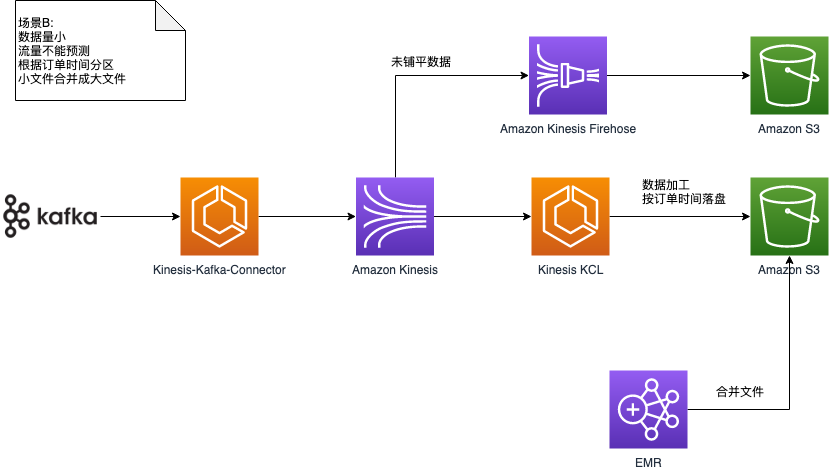 场景B:
数据量小
流量不能预测
根据订单时间分区
小文件合并成大文件
未铺平数据
Amazon Kinesis Firehose
Amazon S3
kafka
Kinesis-Kafka-Connector
Amazon Kinesis
Kinesis KCL
数据加工
按订单时间落盘
Amazon S3
合并文件
EMR